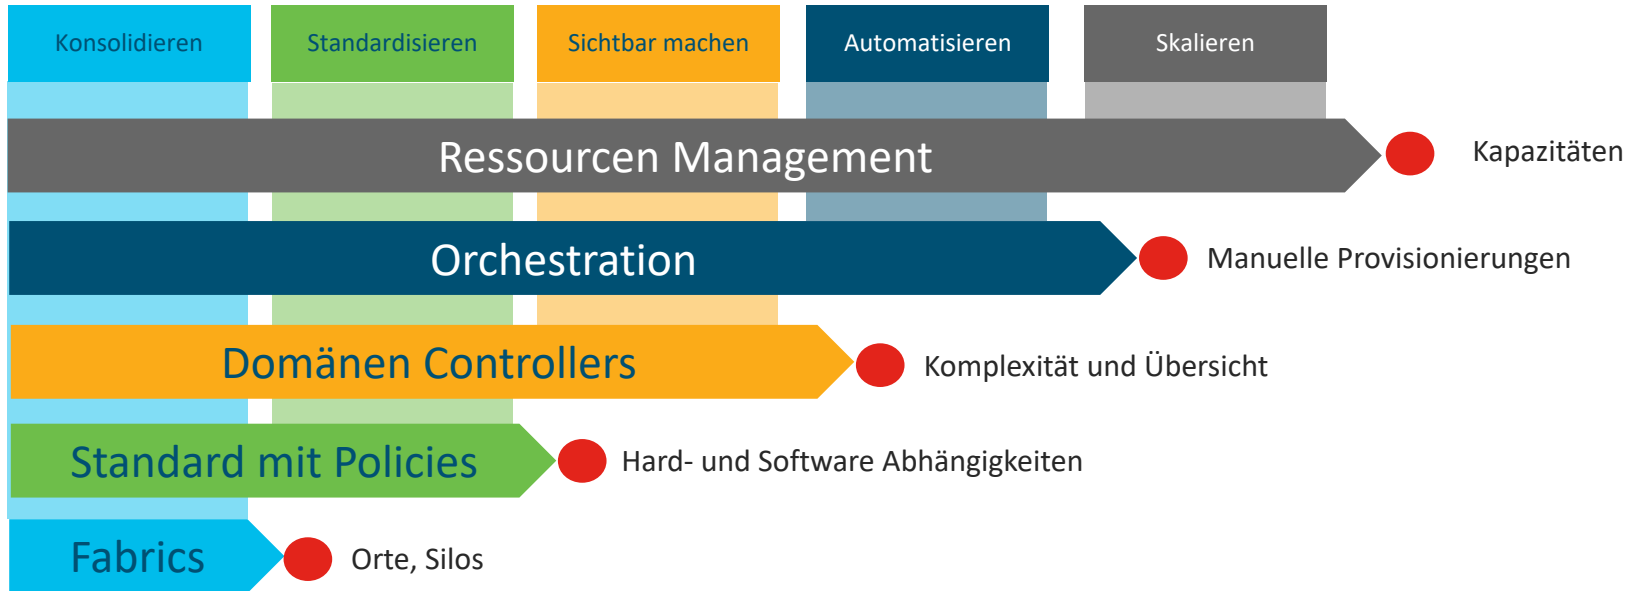 Konsolidieren
Standardisieren
Sichtbar machen
Automatisieren
Skalieren
Ressourcen Management
Kapazitäten
Orchestration
Manuelle Provisionierungen
Domänen Controllers
Komplexität und Übersicht
Standard mit Policies
Hard- und Software Abhängigkeiten
Fabrics
Orte, Silos